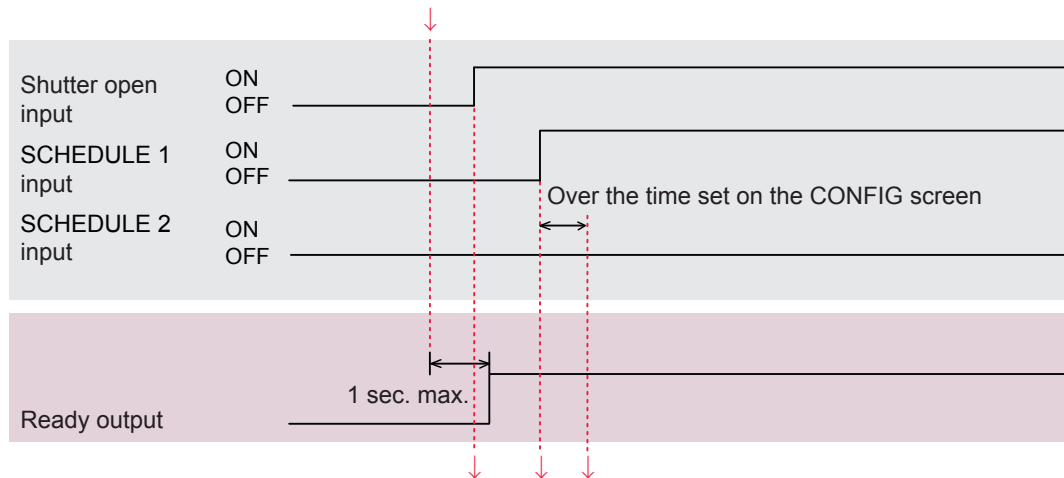 Shutter open
input
ON
OFF
SCHEDULE 1
input
ON
OFF
Over the time set on the CONFIG screen
SCHEDULE 2
input
ON
OFF
1 sec. max.
Ready output